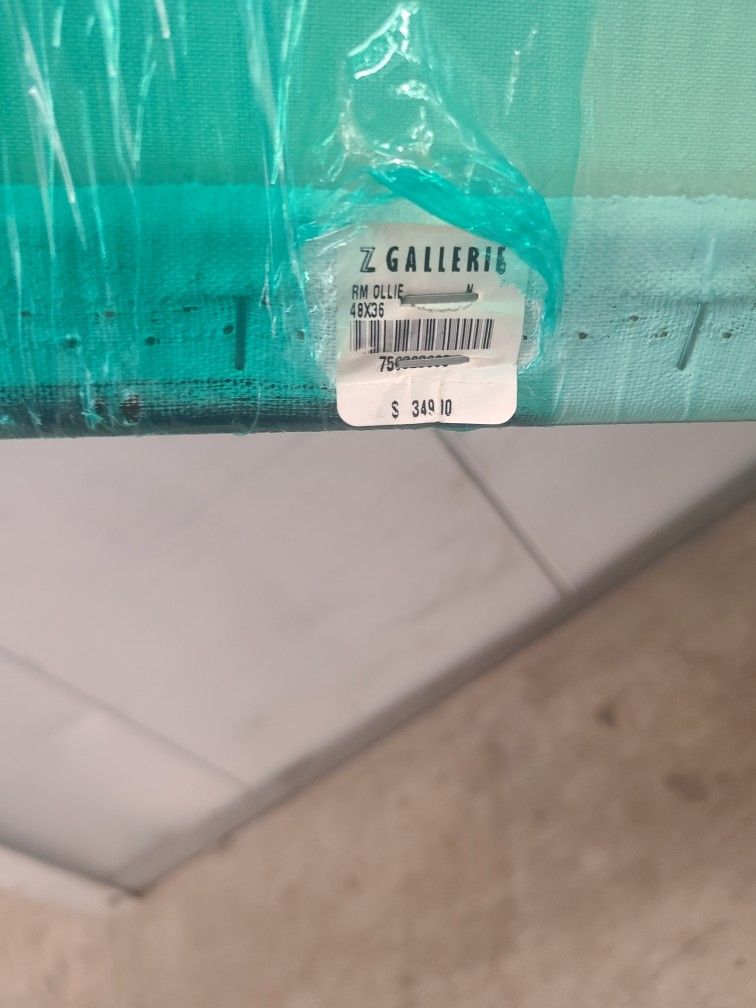 Z GALLERIE
RM OLLIE
48X36
$ 349.00